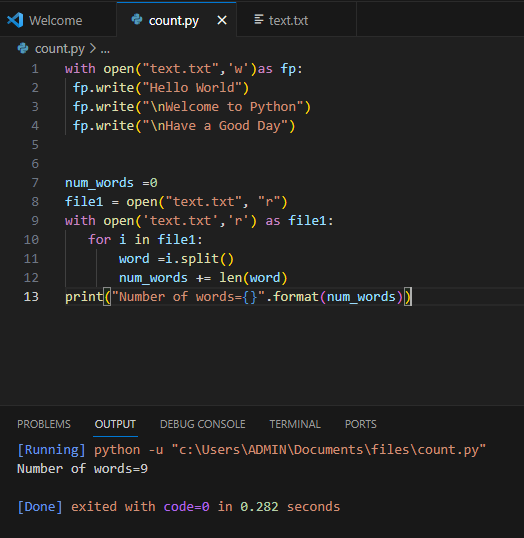 Welcome
count.py
text.txt
count.py > ...
1 with open("text.txt",'w')as fp:
2  fp.write("Hello World")
3  fp.write("\nWelcome to Python")
4  fp.write("\nHave a Good Day")
5
6
7 num_words =0
8 file1 = open("text.txt", "r")
9 with open('text.txt','r') as file1:
10    for i in file1:
11        word =i.split()
12        num_words += len(word)
13 print("Number of words={}".format(num_words))
PROBLEMS OUTPUT DEBUG CONSOLE TERMINAL PORTS
[Running] python -u "c:\Users\ADMIN\Documents\files\count.py"
Number of words=9
[Done] exited with code=0 in 0.282 seconds